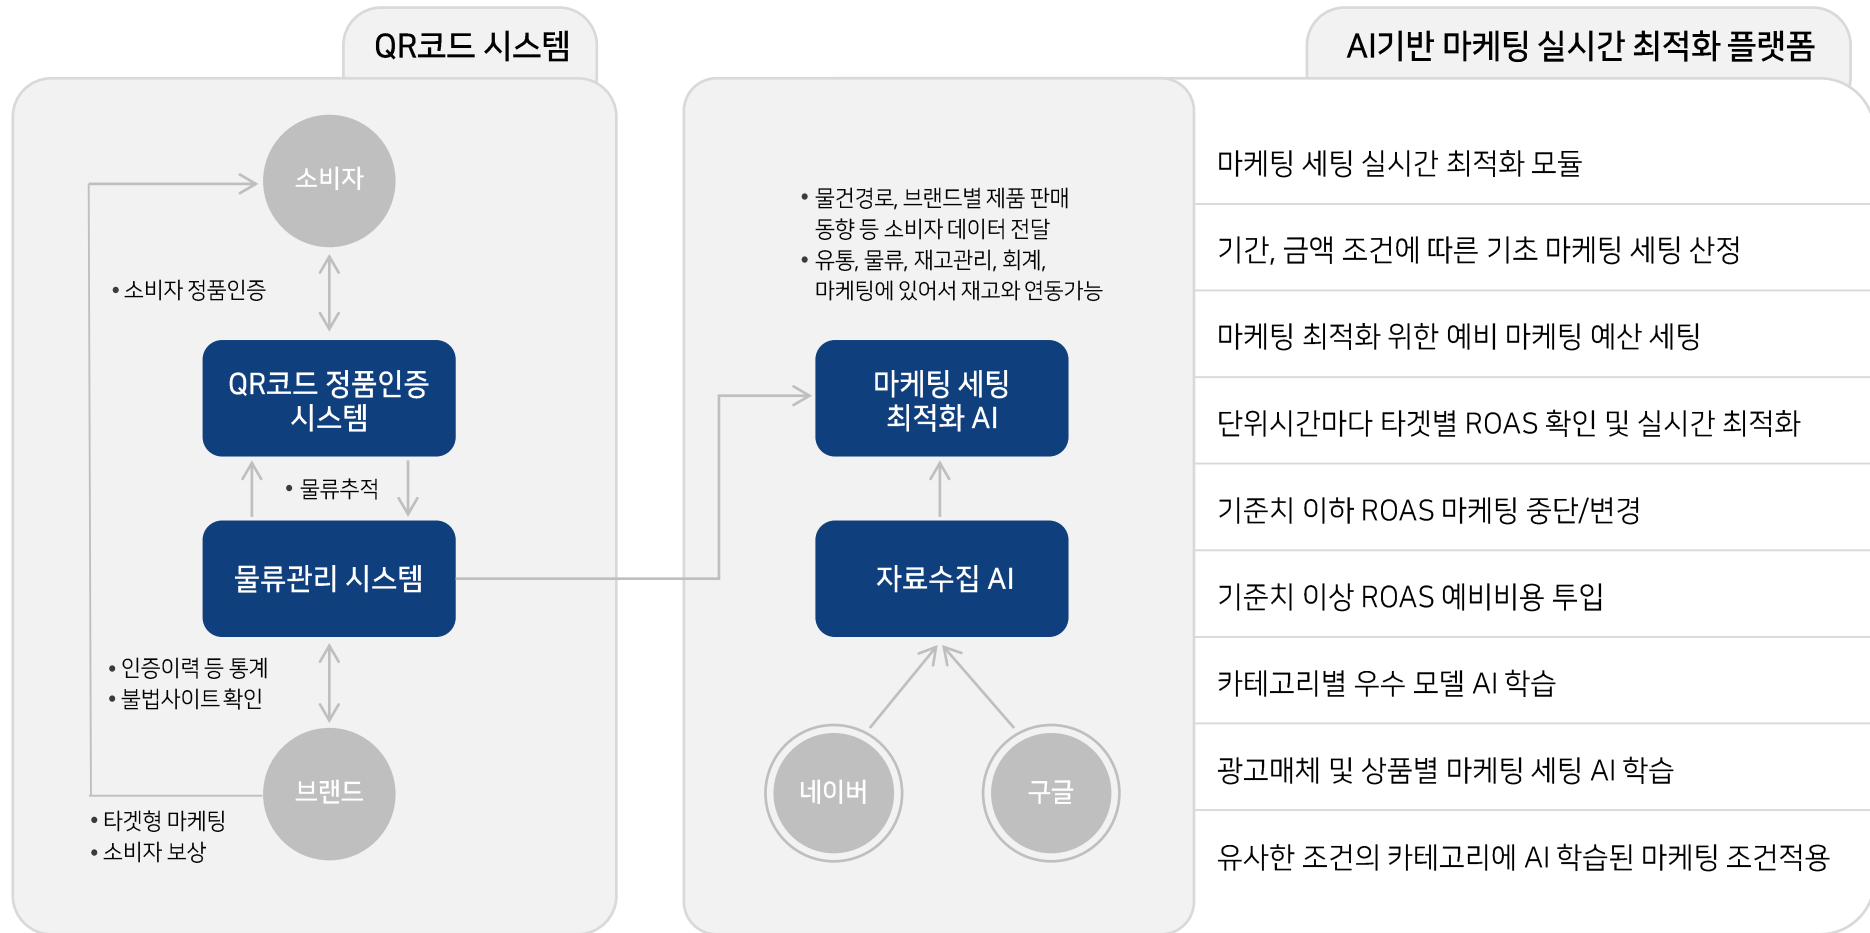 QR코드 시스템
소비자
• 소비자 정품인증
QR코드 정품인증
시스템
• 물류추적
물류관리 시스템
• 인증이력 등 통계
• 불법사이트 확인
브랜드
• 타겟형 마케팅
• 소비자 보상
AI기반 마케팅 실시간 최적화 플랫폼
• 물건경로, 브랜드별 제품 판매
동향 등 소비자 데이터 전달
• 유통, 물류, 재고관리, 회계,
마케팅에 있어서 재고와 연동가능
마케팅 세팅
최적화 AI
자료수집 AI
네이버
구글
마케팅 세팅 실시간 최적화 모듈
기간, 금액 조건에 따른 기초 마케팅 세팅 산정
마케팅 최적화 위한 예비 마케팅 예산 세팅
단위시간마다 타겟별 ROAS 확인 및 실시간 최적화
기준치 이하 ROAS 마케팅 중단/변경
기준치 이상 ROAS 예비비용 투입
카테고리별 우수 모델 AI 학습
광고매체 및 상품별 마케팅 세팅 AI 학습
유사한 조건의 카테고리에 AI 학습된 마케팅 조건적용